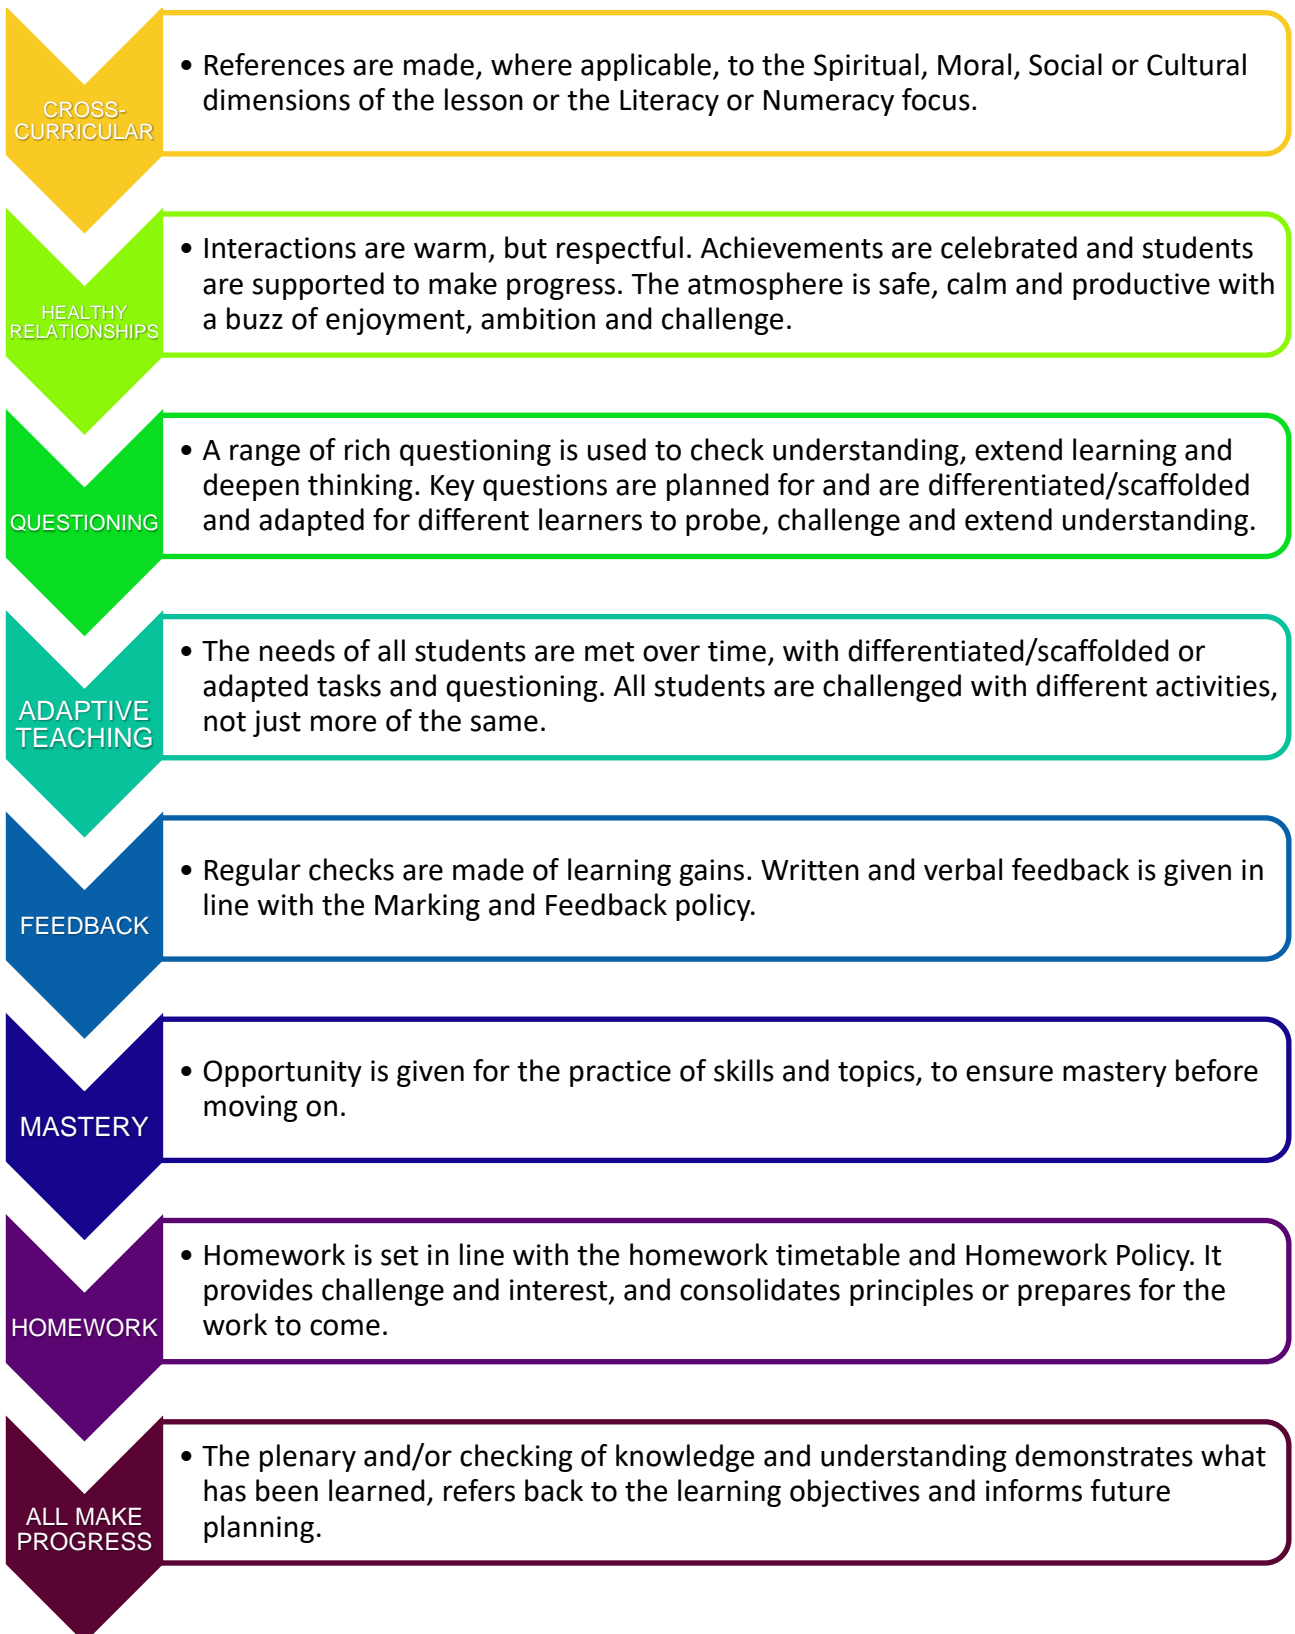 CROSS-
CURRICULAR
• References are made, where applicable, to the Spiritual, Moral, Social or Cultural
dimensions of the lesson or the Literacy or Numeracy focus.
HEALTHY
RELATIONSHIPS
• Interactions are warm, but respectful. Achievements are celebrated and students
are supported to make progress. The atmosphere is safe, calm and productive with
a buzz of enjoyment, ambition and challenge.
QUESTIONING
• A range of rich questioning is used to check understanding, extend learning and
deepen thinking. Key questions are planned for and are differentiated/scaffolded
and adapted for different learners to probe, challenge and extend understanding.
ADAPTIVE
TEACHING
• The needs of all students are met over time, with differentiated/scaffolded or
adapted tasks and questioning. All students are challenged with different activities,
not just more of the same.
FEEDBACK
• Regular checks are made of learning gains. Written and verbal feedback is given in
line with the Marking and Feedback policy.
MASTERY
• Opportunity is given for the practice of skills and topics, to ensure mastery before
moving on.
HOMEWORK
• Homework is set in line with the homework timetable and Homework Policy. It
provides challenge and interest, and consolidates principles or prepares for the
work to come.
ALL MAKE
PROGRESS
• The plenary and/or checking of knowledge and understanding demonstrates what
has been learned, refers back to the learning objectives and informs future
planning.